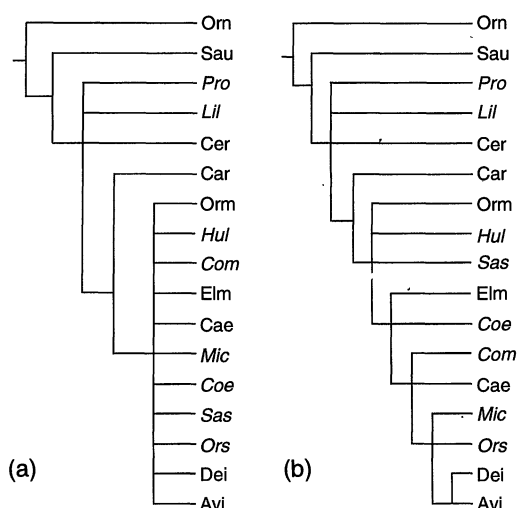 Orn
Sau
Pro
Lil
Cer
Car
Orm
Hul
Com
Elm
Cae
Mic
Coe
Sas
Ors
Dei
Avi
(a)
Orn
Sau
Pro
Lil
Cer
Car
Orm
Hul
Sas
Elm
Coe
Com
Cae
Mic
Ors
Dei
Avi
(b)